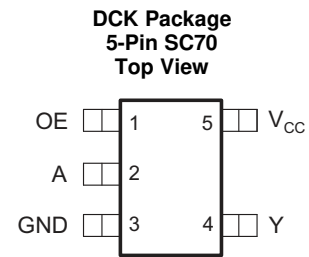 DCK Package
5-Pin SC70
Top View
OE 1 5 VCC
A 2
GND 3 4 Y